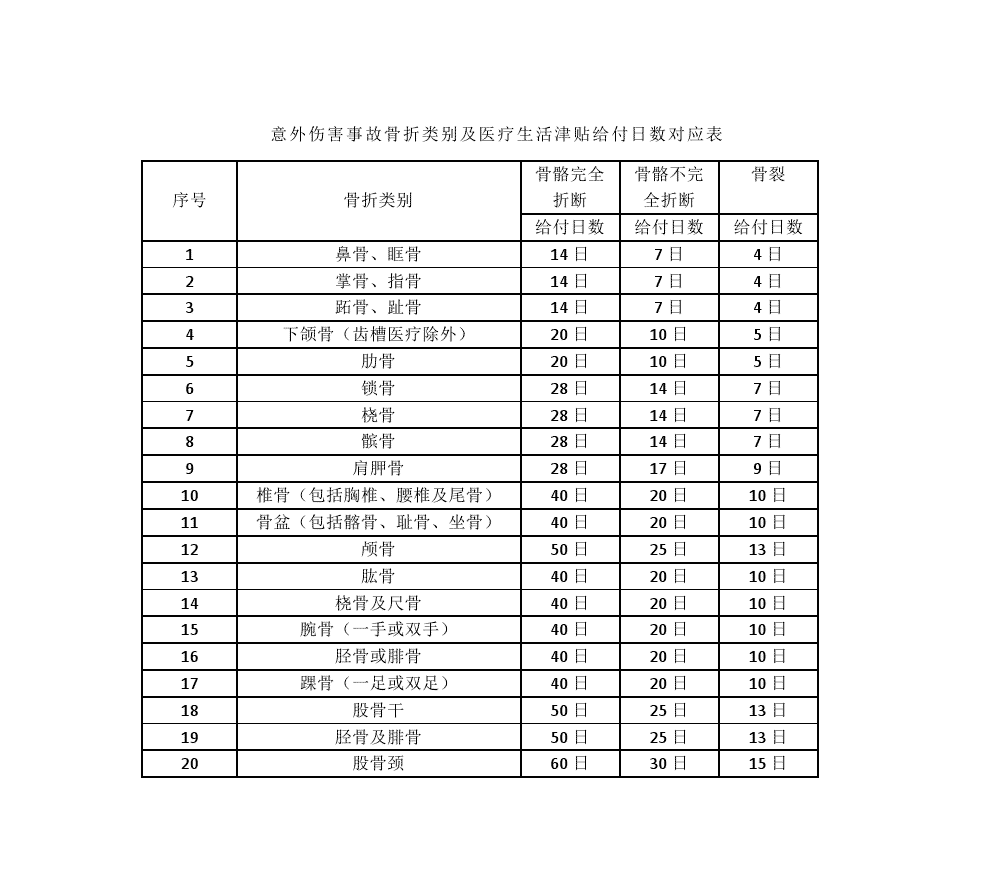 意外伤害事故骨折类别及医疗生活津贴给付日数对应表
序号 骨折类别 骨骼完全折断 骨骼不完全折断 骨裂
给付日数 给付日数 给付日数
1 鼻骨、眶骨 14 日 7 日 4 日
2 掌骨、指骨 14 日 7 日 4 日
3 跖骨、趾骨 14 日 7 日 4 日
4 下颌骨（齿槽医疗除外） 20 日 10 日 5 日
5 肋骨 20 日 10 日 5 日
6 锁骨 28 日 14 日 7 日
7 桡骨 28 日 14 日 7 日
8 髌骨 28 日 14 日 7 日
9 肩胛骨 28 日 17 日 9 日
10 椎骨（包括胸椎、腰椎及尾骨） 40 日 20 日 10 日
11 骨盆（包括髂骨、耻骨、坐骨） 40 日 20 日 10 日
12 颅骨 50 日 25 日 13 日
13 肱骨 40 日 20 日 10 日
14 桡骨及尺骨 40 日 20 日 10 日
15 腕骨（一手或双手） 40 日 20 日 10 日
16 胫骨或腓骨 40 日 20 日 10 日
17 踝骨（一足或双足） 40 日 20 日 10 日
18 股骨干 50 日 25 日 13 日
19 胫骨及腓骨 50 日 25 日 13 日
20 股骨颈 60 日 30 日 15 日